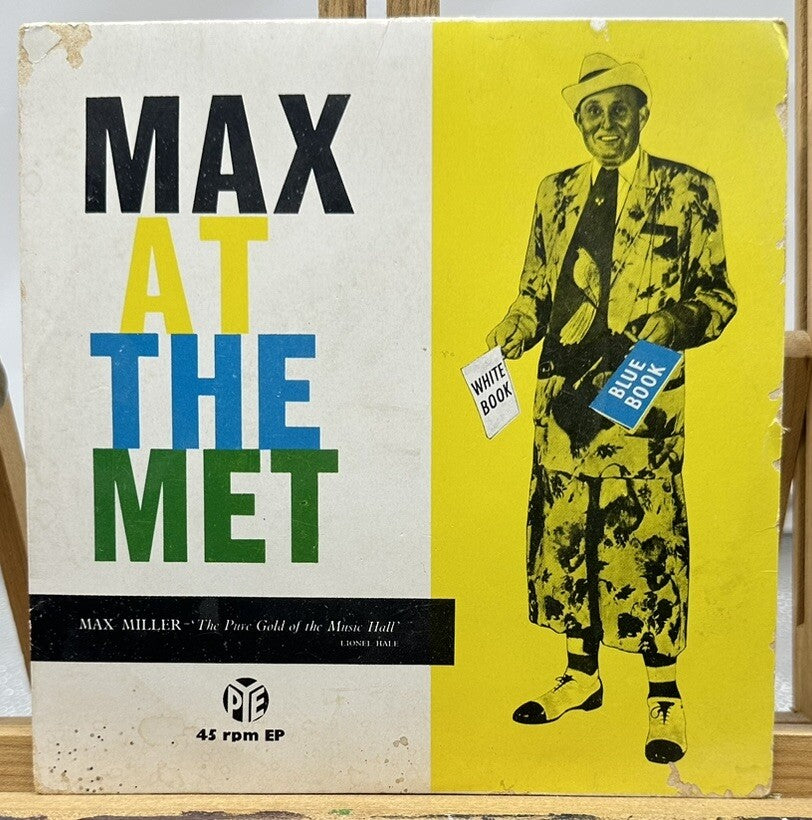 MAX
AT
THE
MET
MAX MILLER–‘The Pure Gold of the Music Hall’
LIONEL HALE
PYE
45 rpm EP
WHITE
BOOK
BLUE
BOOK